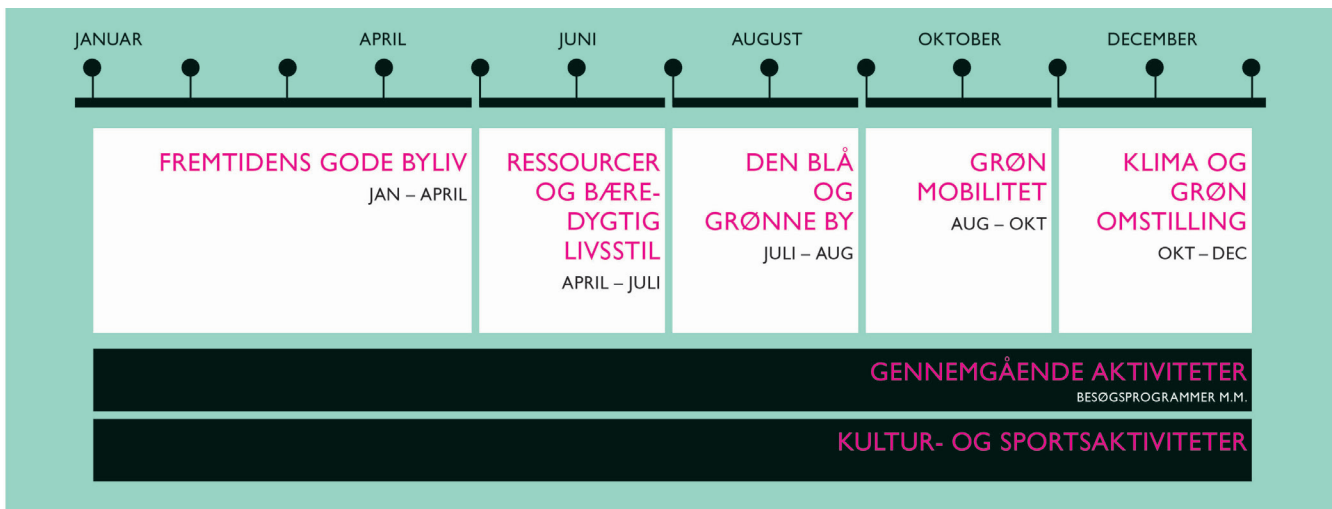 JANUAR APRIL JUNI AUGUST OKTOBER DECEMBER
FREMTIDENS GODE BYLIV
JAN – APRIL
RESSOURCER
OG BÆRE-
DYGTIG
LIVSSTIL
APRIL – JULI
DEN BLÅ
OG
GRØNNE BY
JULI – AUG
GRØN
MOBILITET
AUG – OKT
KLIMA OG
GRØN
OMSTILLING
OKT – DEC
GENNEMGÅENDE AKTIVITETER
BESØGSPROGRAMMER M.M.
KULTUR- OG SPORTSAKTIVITETER